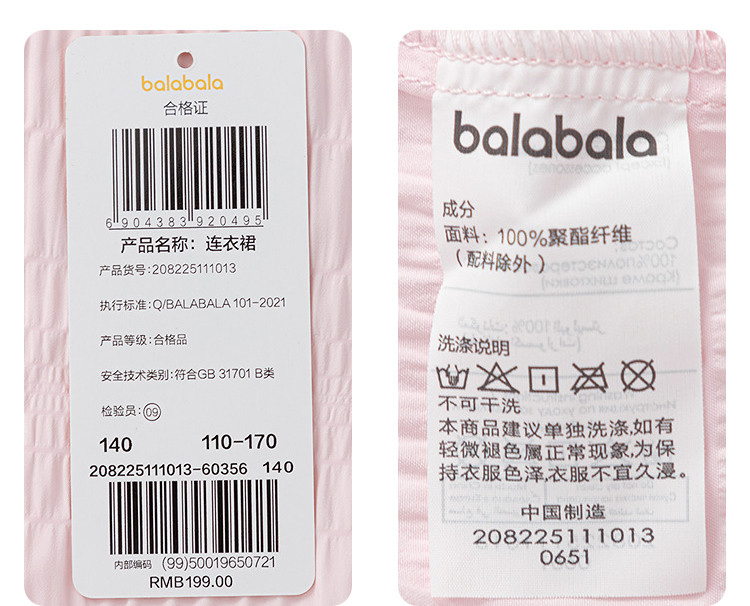 balabala
合格证
6 904383 920495
产品名称：连衣裙
产品货号：208225111013
执行标准：Q/BALABALA 101-2021
产品等级：合格品
安全技术类别：符合GB 31701 B类
检验员：09
140 110-170
208225111013-60356 140
内部编码 (99)50019650721
RMB199.00
balabala
成分
面料：100%聚酯纤维
（配料除外）
洗涤说明
不可干洗
本商品建议单独洗涤,如有
轻微褪色属正常现象,为保
持衣服色泽,衣服不宜久浸。
中国制造
208225111013
0651